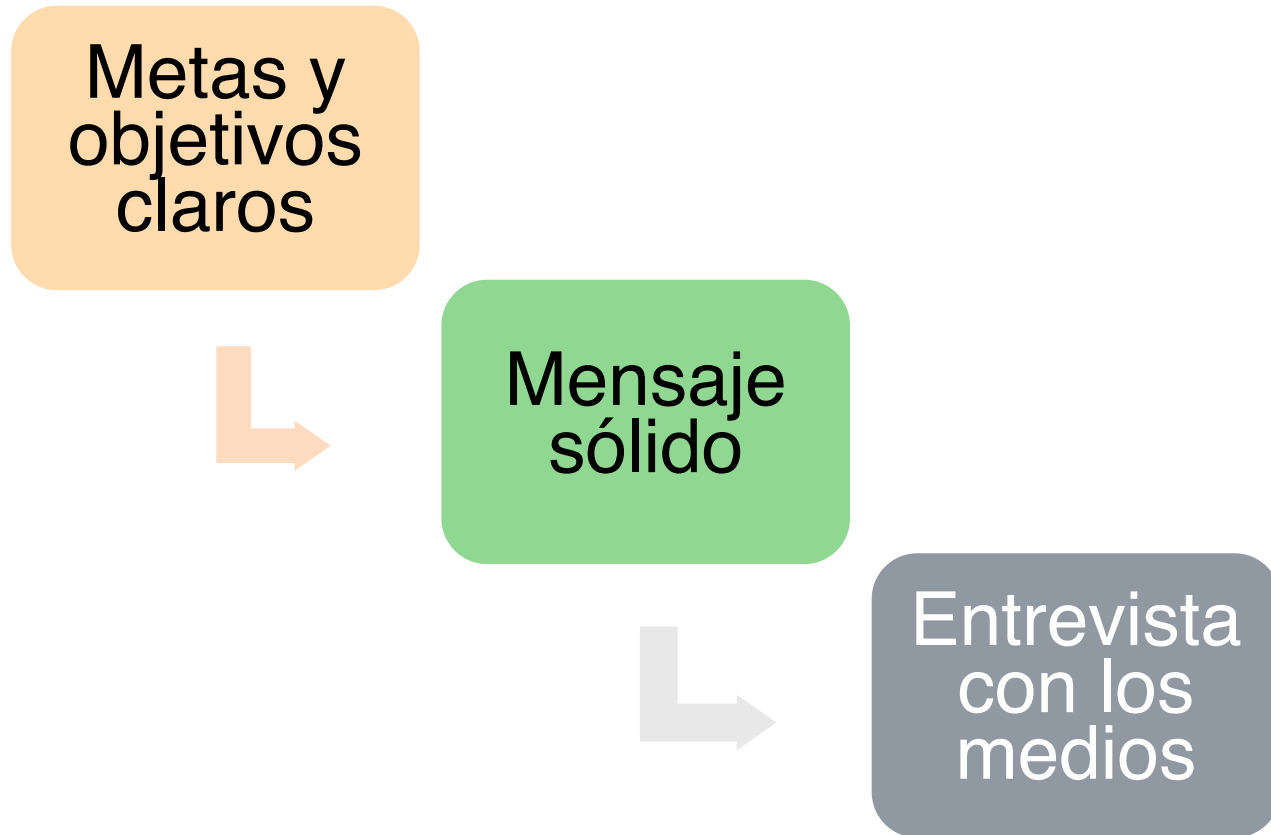 Metas y
objetivos
claros
Mensaje
sólido
Entrevista
con los
medios